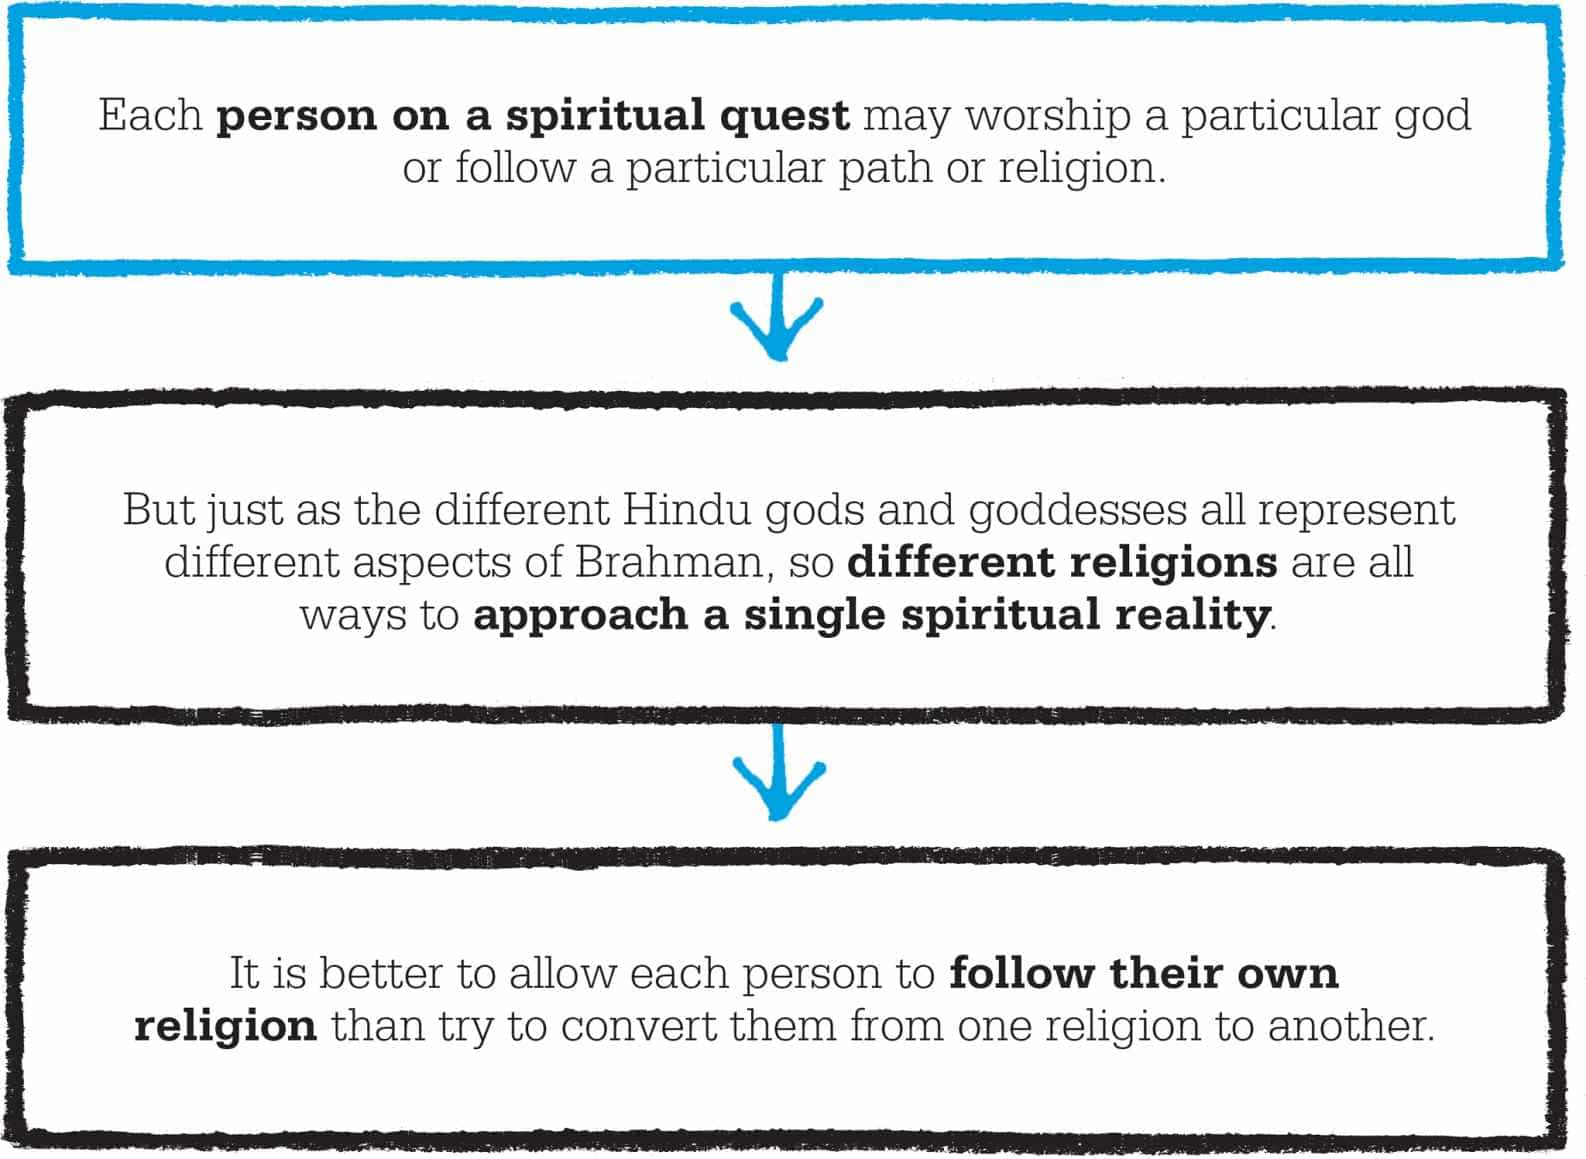 Each person on a spiritual quest may worship a particular god
or follow a particular path or religion.
But just as the different Hindu gods and goddesses all represent
different aspects of Brahman, so different religions are all
ways to approach a single spiritual reality.
It is better to allow each person to follow their own
religion than try to convert them from one religion to another.